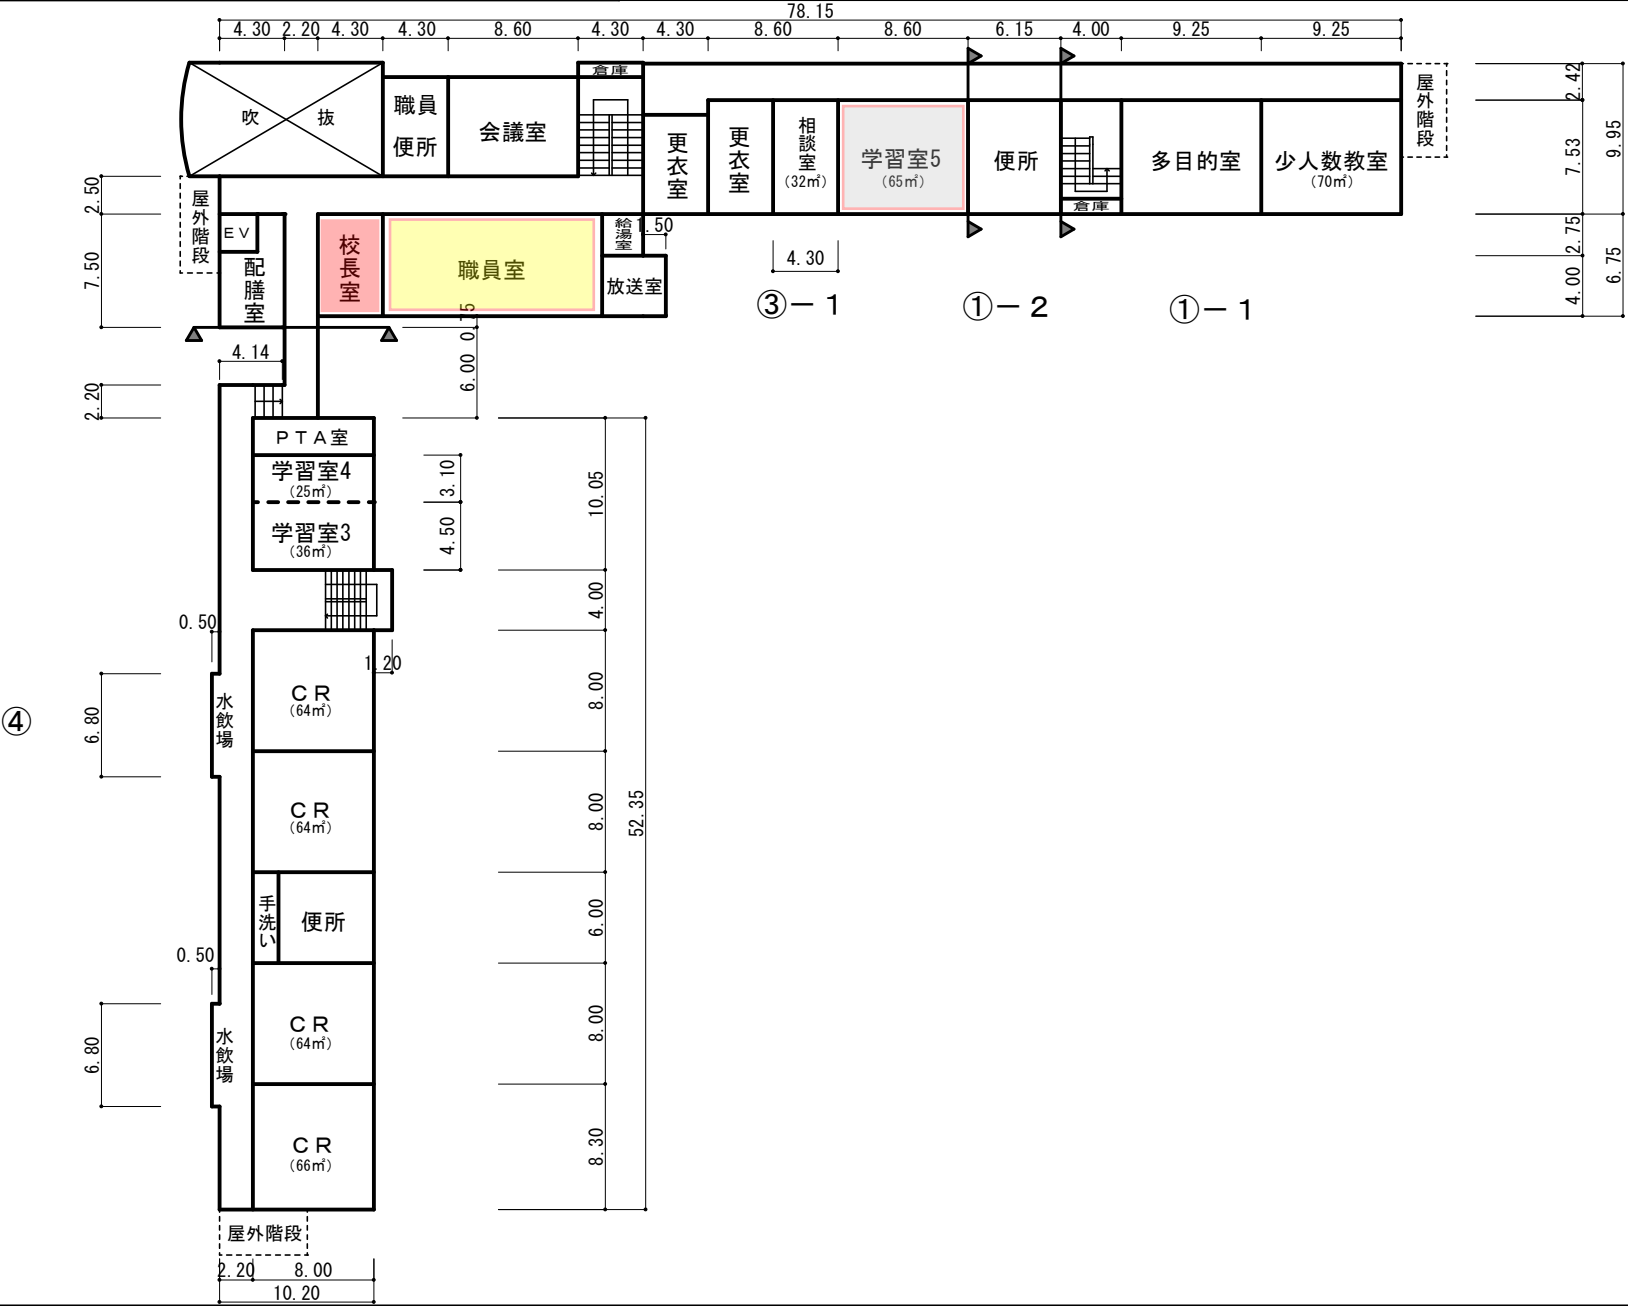 78.15
4.30 2.20 4.30 4.30 8.60 4.30 4.30 8.60 8.60 6.15 4.00 9.25 9.25
吹抜
職員便所
会議室
倉庫
更衣室
更衣室
相談室
(32㎡)
学習室5
(65㎡)
便所
倉庫
多目的室
少人数教室
(70㎡)
屋外階段
2.42
7.53
9.95
2.75
4.00
6.75
2.50
7.50
屋外階段
EV
配膳室
校長室
職員室
給湯室
1.50
放送室
4.30
③－1
①－2
①－1
0.75
6.00
4.14
2.20
PTA室
学習室4
(25㎡)
学習室3
(36㎡)
3.10
4.50
10.05
4.00
0.50
1.20
④
6.80
水飲場
CR
(64㎡)
8.00
CR
(64㎡)
8.00
52.35
手洗い
便所
6.00
0.50
6.80
水飲場
CR
(64㎡)
8.00
CR
(66㎡)
8.30
屋外階段
2.20 8.00
10.20